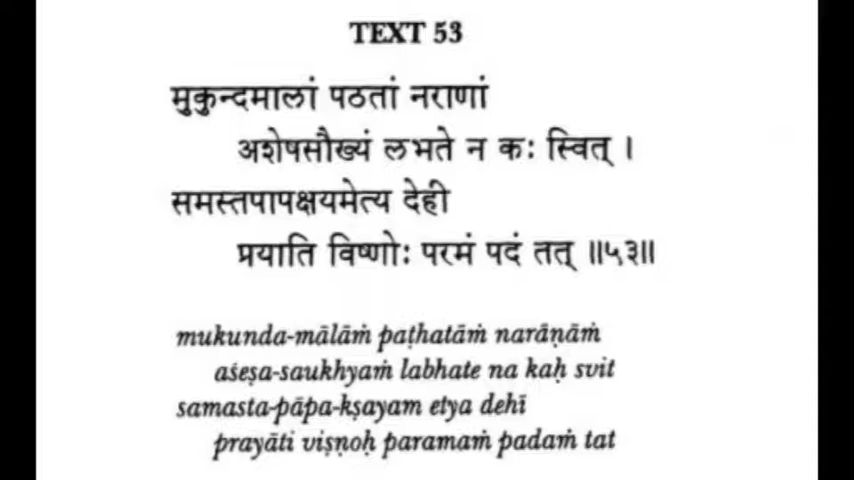 TEXT 53
मुकुन्दमालां पठतां नराणां
अशेषसौख्यं लभते न कः स्वित् ।
समस्तपापक्षयमेत्य देही
प्रयाति विष्णोः परमं पदं तत् ॥५३॥
mukunda-mālāṁ paṭhatāṁ narāṇāṁ
aśeṣa-saukhyaṁ labhate na kaḥ svit
samasta-pāpa-kṣayam etya dehī
prayāti viṣṇoḥ paramaṁ padaṁ tat